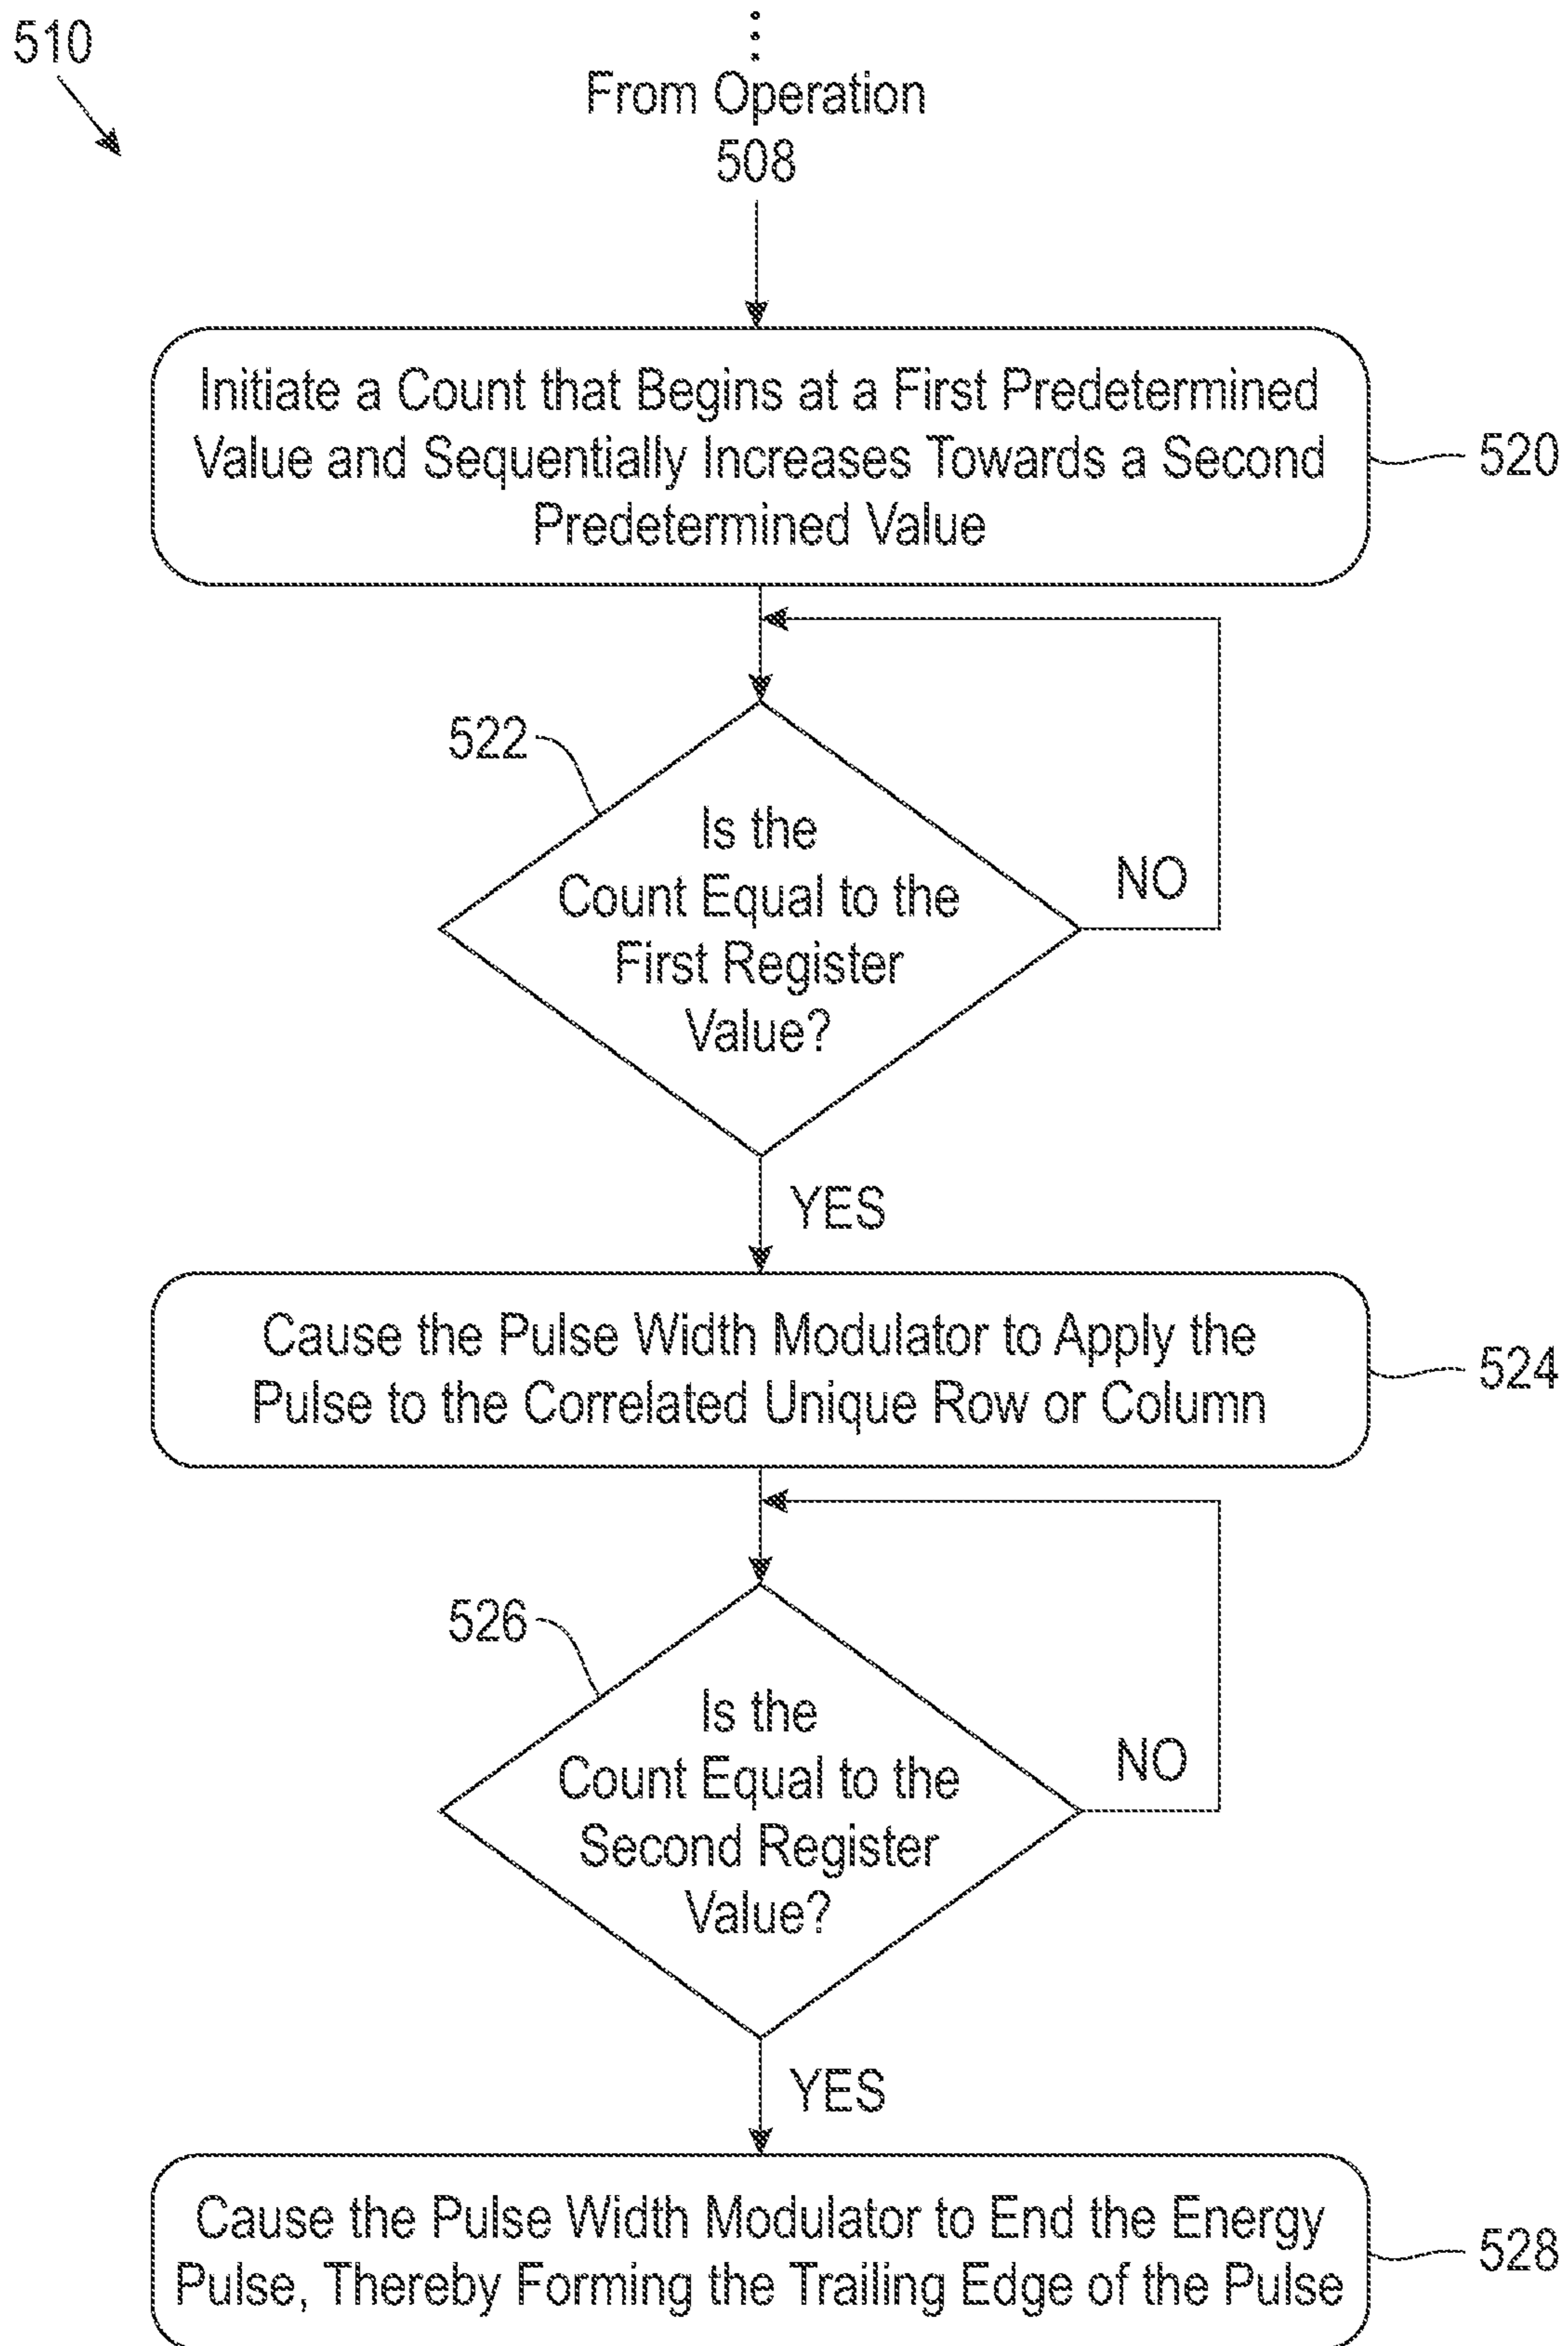 510
From Operation
508
Initiate a Count that Begins at a First Predetermined
Value and Sequentially Increases Towards a Second
Predetermined Value
520
522
Is the
Count Equal to the
First Register
Value?
NO
YES
Cause the Pulse Width Modulator to Apply the
Pulse to the Correlated Unique Row or Column
524
526
Is the
Count Equal to the
Second Register
Value?
NO
YES
Cause the Pulse Width Modulator to End the Energy
Pulse, Thereby Forming the Trailing Edge of the Pulse
528